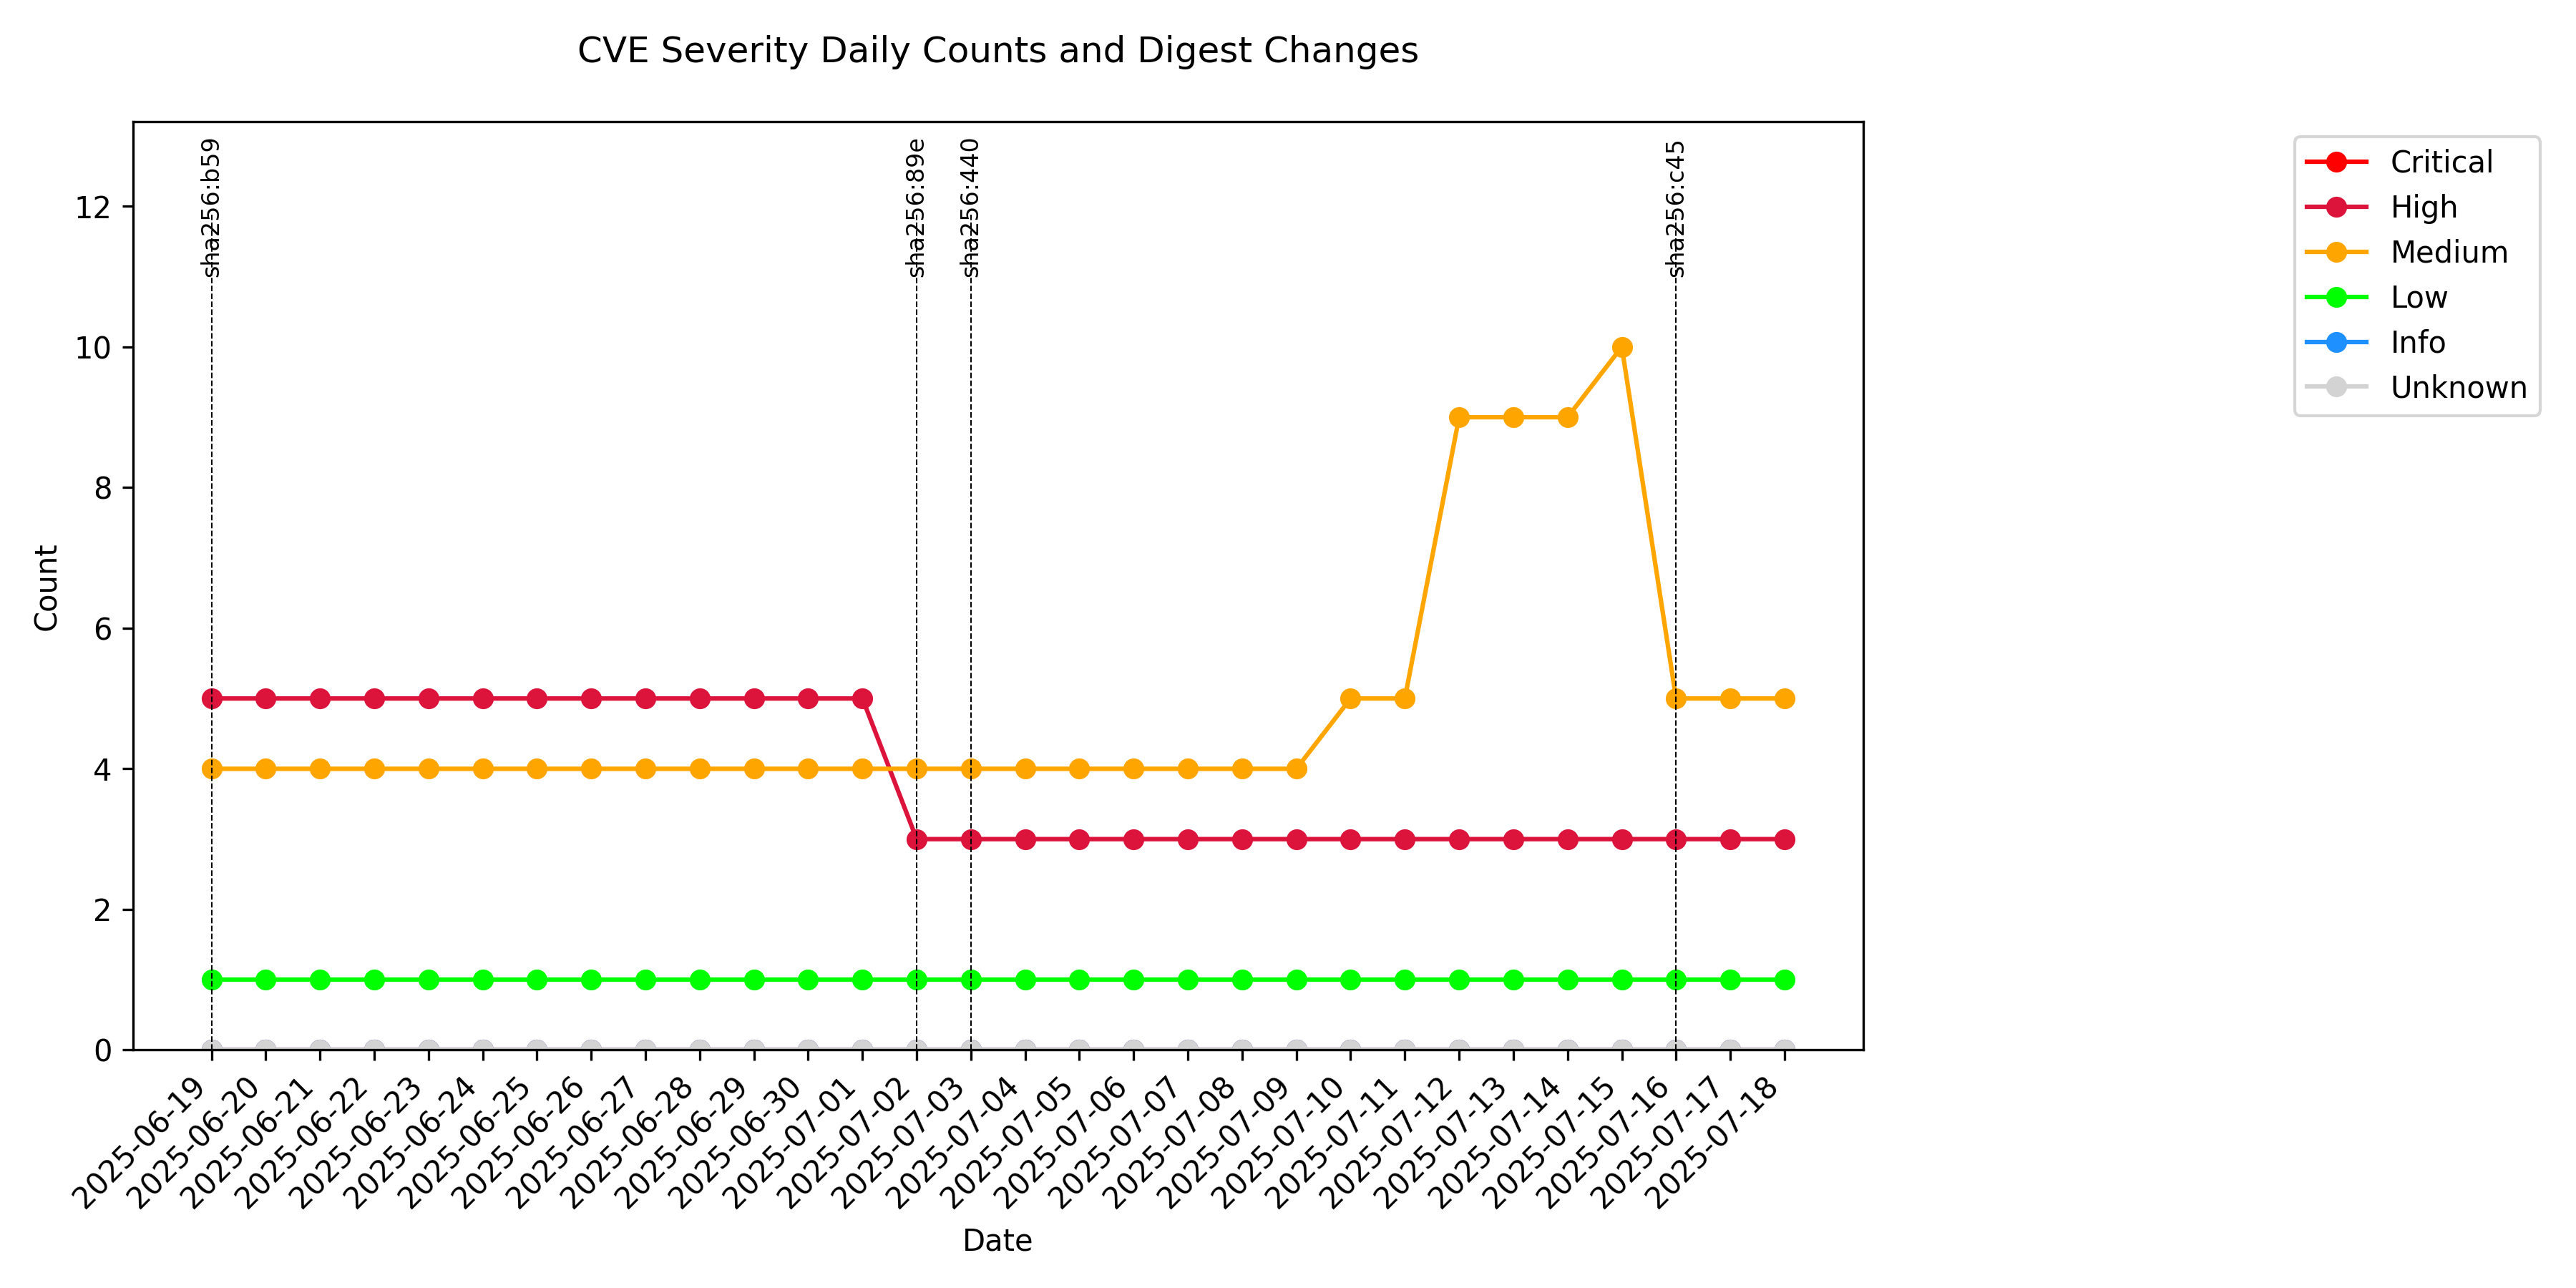 CVE Severity Daily Counts and Digest Changes
sha256:b59
sha256:89e
sha256:440
sha256:c45
Critical
High
Medium
Low
Info
Unknown
Count
12
10
8
6
4
2
0
2025-06-19
2025-06-20
2025-06-21
2025-06-22
2025-06-23
2025-06-24
2025-06-25
2025-06-26
2025-06-27
2025-06-28
2025-06-29
2025-06-30
2025-07-01
2025-07-02
2025-07-03
2025-07-04
2025-07-05
2025-07-06
2025-07-07
2025-07-08
2025-07-09
2025-07-10
2025-07-11
2025-07-12
2025-07-13
2025-07-14
2025-07-15
2025-07-16
2025-07-17
2025-07-18
Date